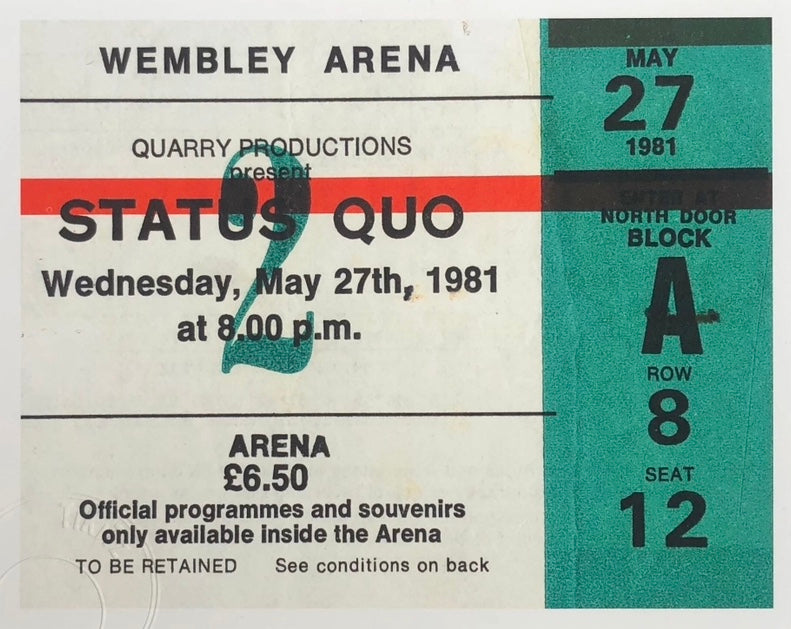 WEMBLEY ARENA
QUARRY PRODUCTIONS
present
2
STATUS QUO
Wednesday, May 27th, 1981
at 8.00 p.m.
ARENA
£6.50
Official programmes and souvenirs
only available inside the Arena
TO BE RETAINED See conditions on back
MAY
27
1981
ENTER AT
NORTH DOOR
BLOCK
A
ROW
8
SEAT
12